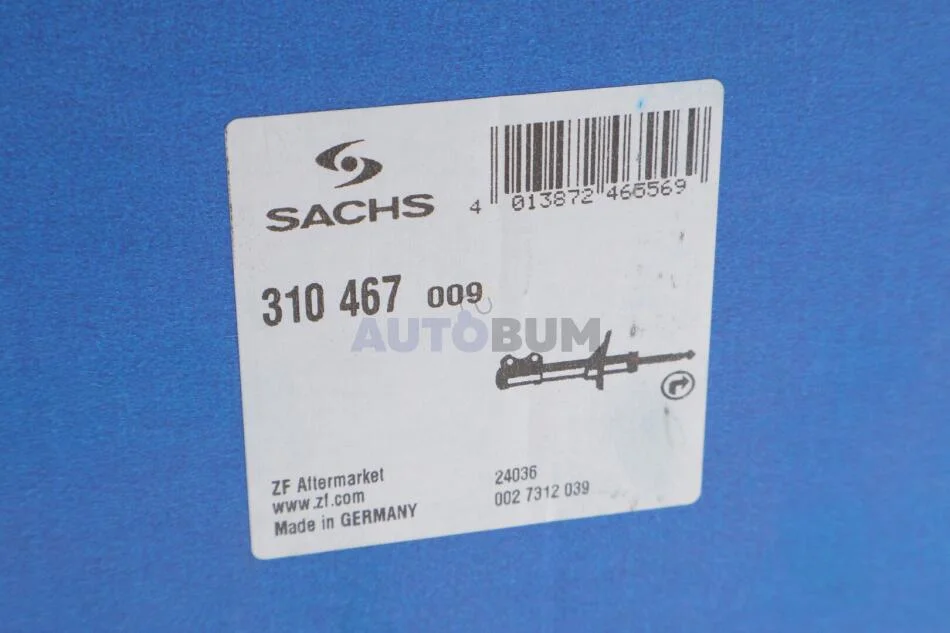 SACHS
4 013872 465569
310 467 009
AUTOBUM
24036
002 7312 039
ZF Aftermarket
www.zf.com
Made in GERMANY